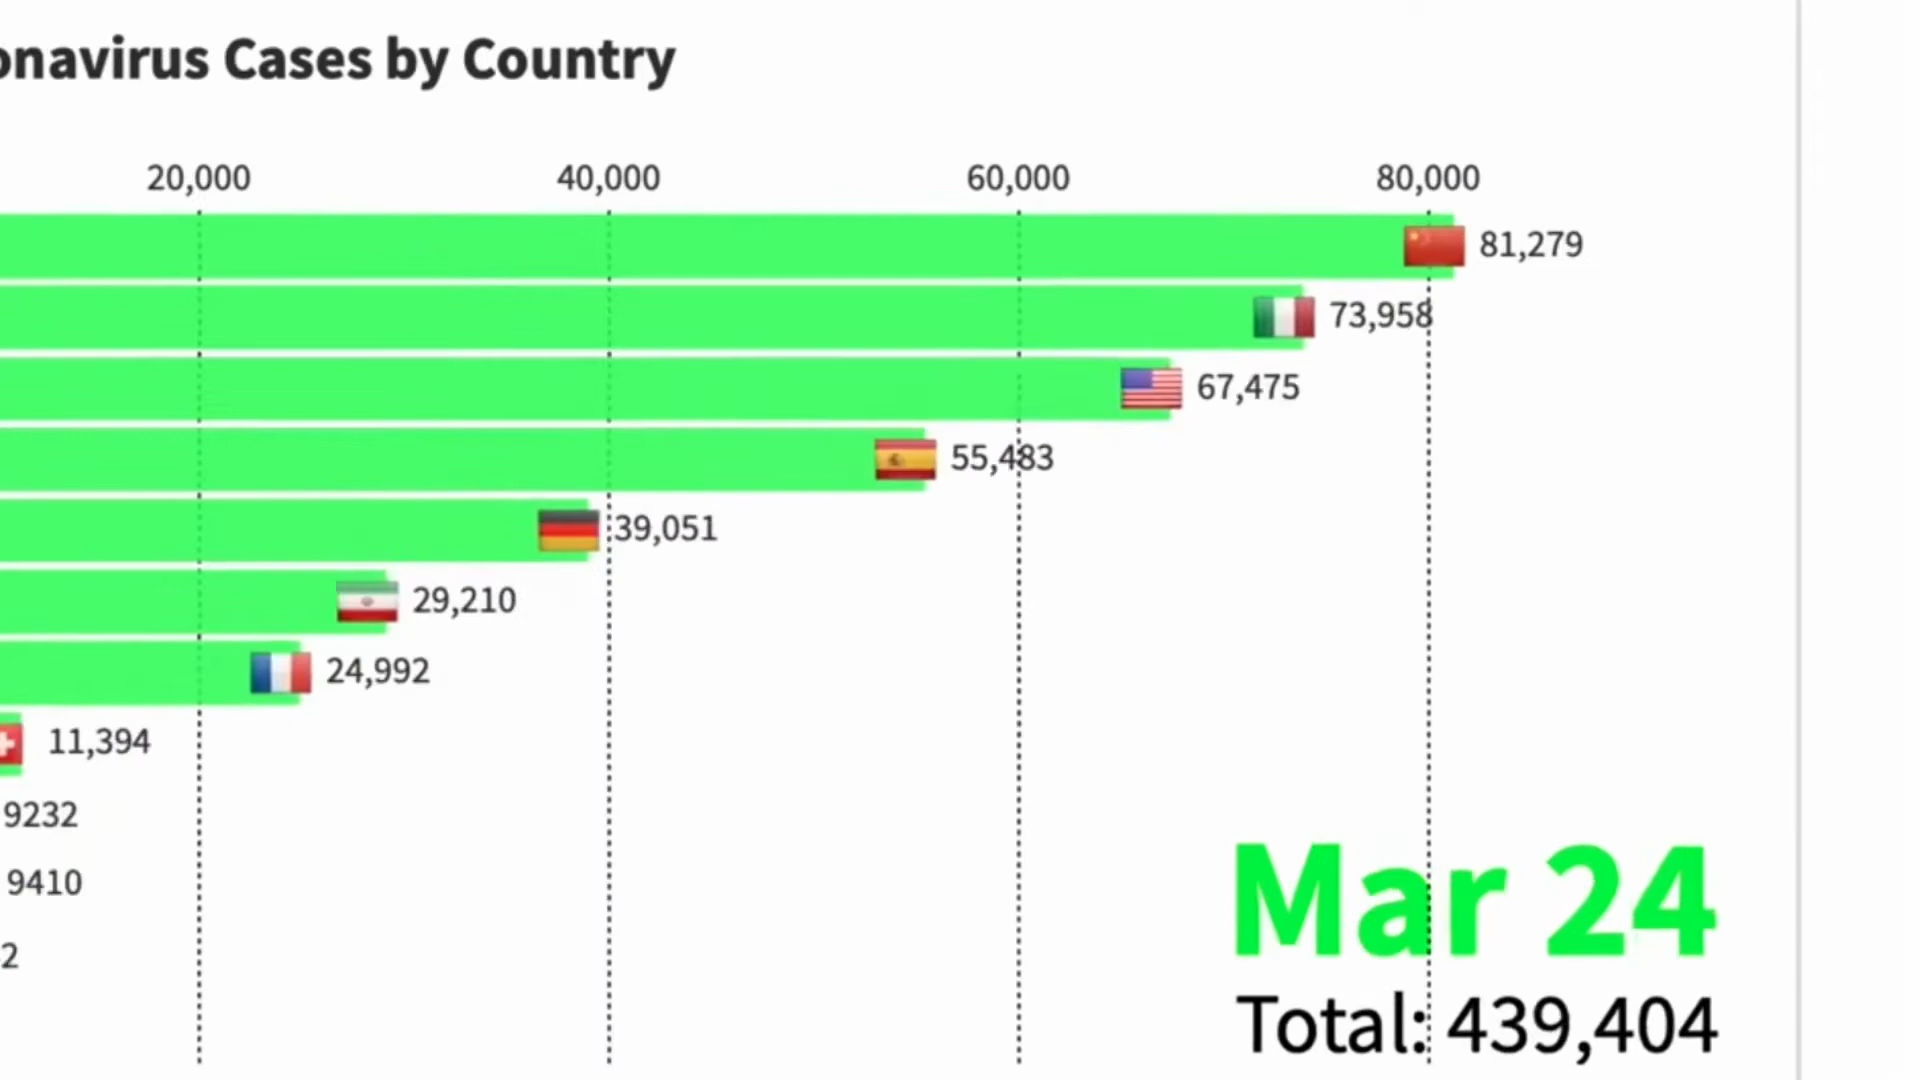 Cases by Country
20,000 40,000 60,000 80,000
81,279
73,958
67,475
55,483
39,051
29,210
24,992
11,394
9232
9410
2
Mar 24
Total: 439,404